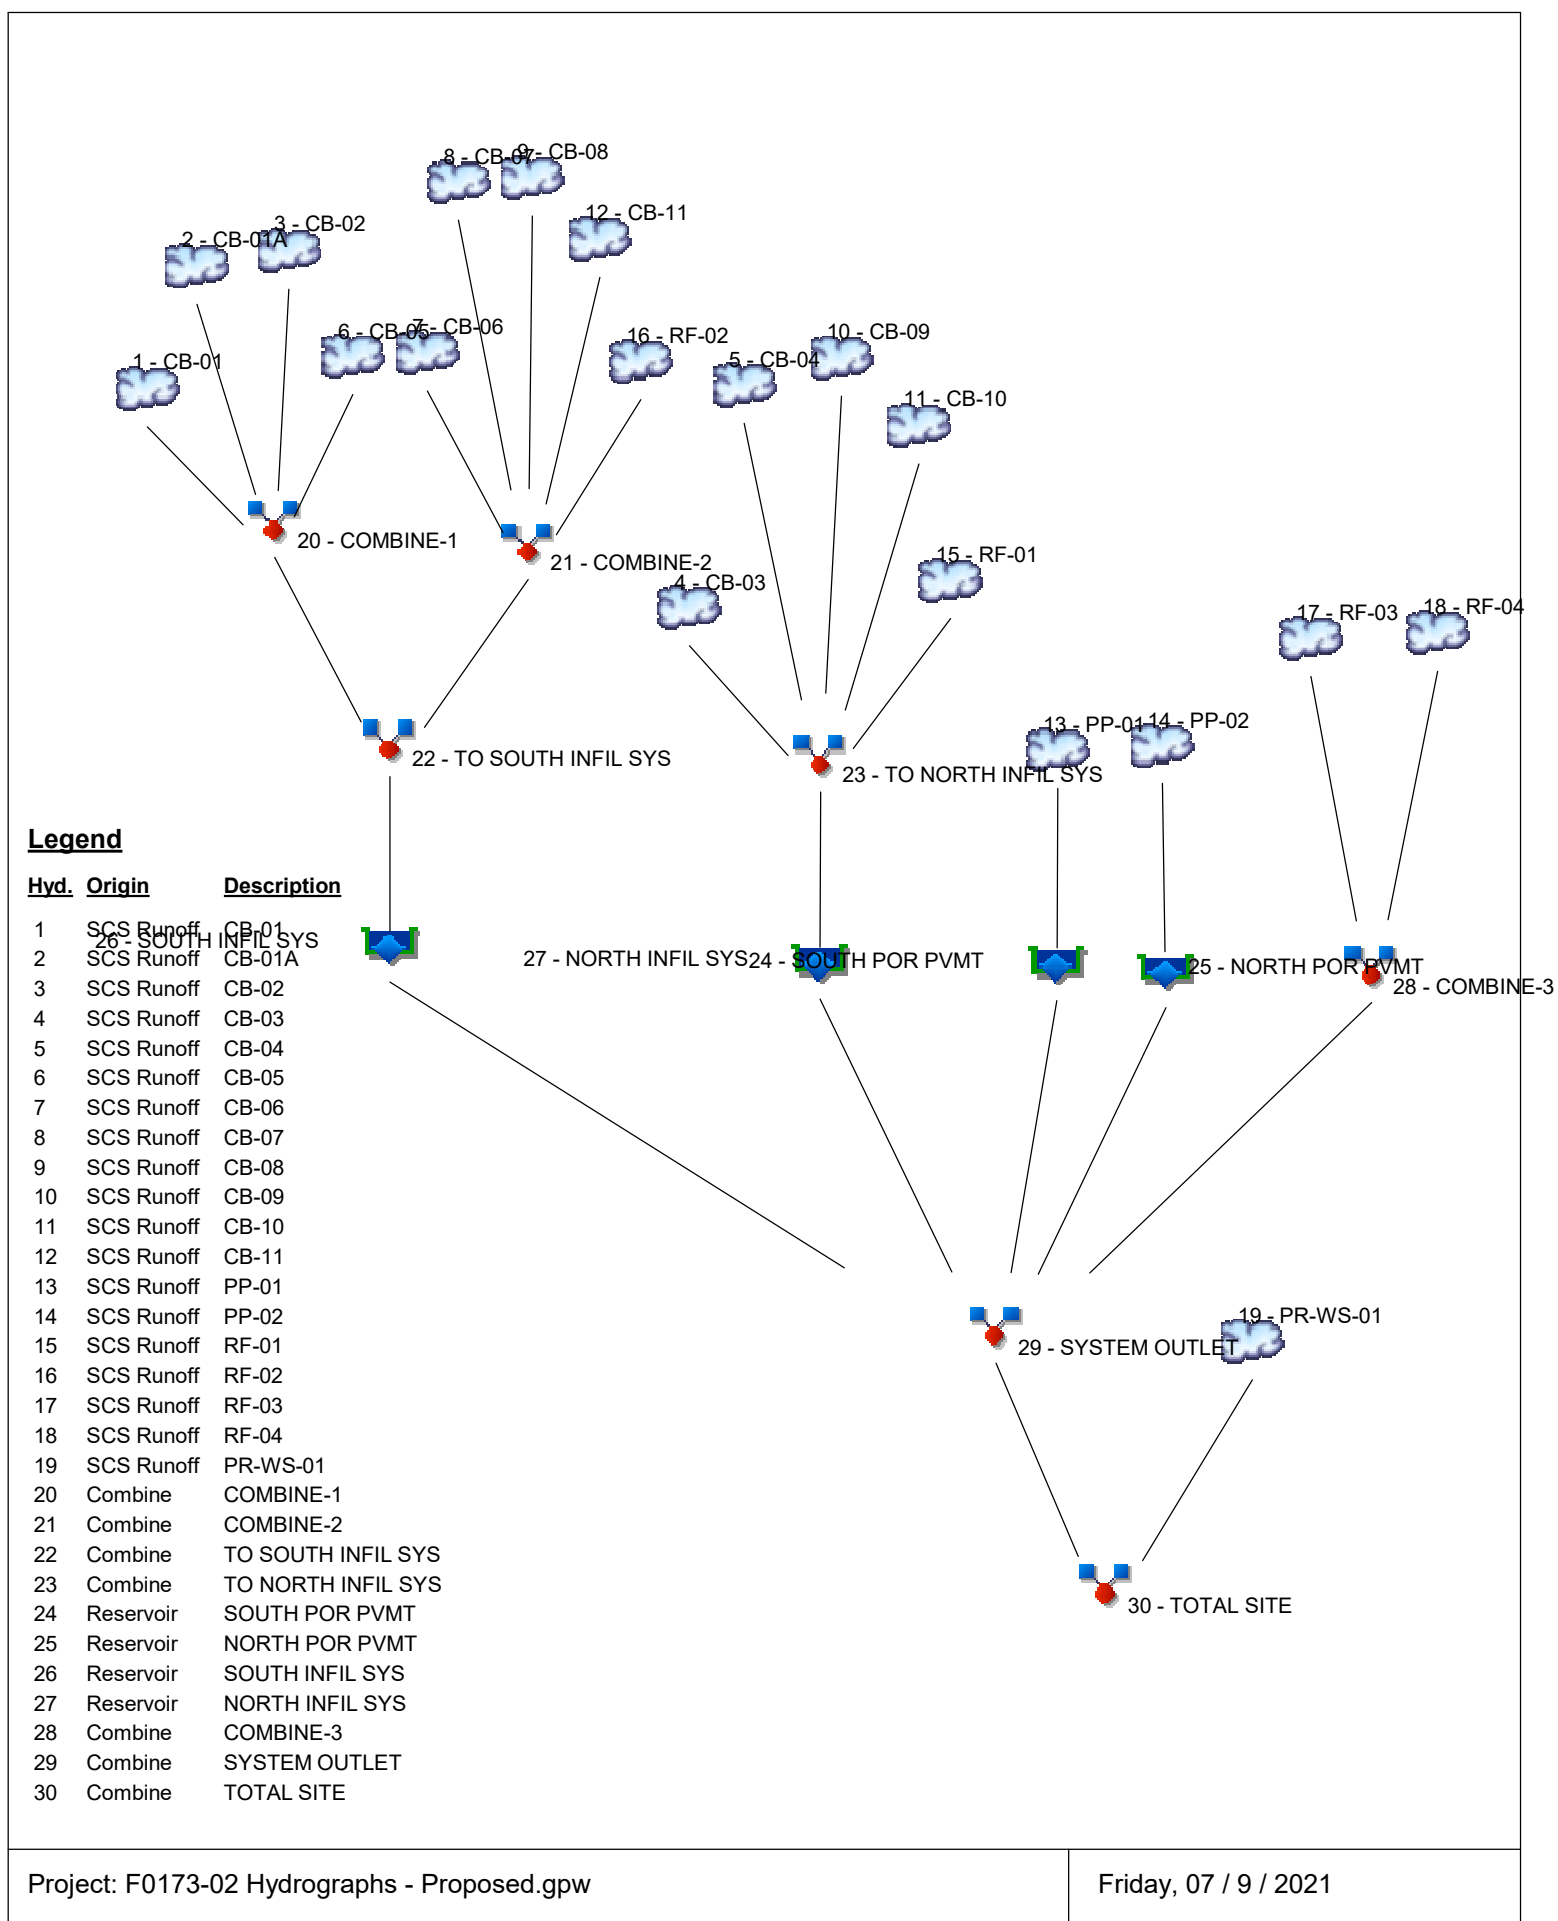 8 - CB-07
9 - CB-08
12 - CB-11
3 - CB-02
2 - CB-01A
6 - CB-05
7 - CB-06
16 - RF-02
10 - CB-09
1 - CB-01
5 - CB-04
11 - CB-10
20 - COMBINE-1
21 - COMBINE-2
15 - RF-01
4 - CB-03
17 - RF-03
18 - RF-04
13 - PP-01
14 - PP-02
22 - TO SOUTH INFIL SYS
23 - TO NORTH INFIL SYS
26 - SOUTH INFIL SYS
27 - NORTH INFIL SYS
24 - SOUTH POR PVMT
25 - NORTH POR PVMT
28 - COMBINE-3
19 - PR-WS-01
29 - SYSTEM OUTLET
30 - TOTAL SITE
Legend
Hyd. Origin Description
1 SCS Runoff CB-01
2 SCS Runoff CB-01A
3 SCS Runoff CB-02
4 SCS Runoff CB-03
5 SCS Runoff CB-04
6 SCS Runoff CB-05
7 SCS Runoff CB-06
8 SCS Runoff CB-07
9 SCS Runoff CB-08
10 SCS Runoff CB-09
11 SCS Runoff CB-10
12 SCS Runoff CB-11
13 SCS Runoff PP-01
14 SCS Runoff PP-02
15 SCS Runoff RF-01
16 SCS Runoff RF-02
17 SCS Runoff RF-03
18 SCS Runoff RF-04
19 SCS Runoff PR-WS-01
20 Combine COMBINE-1
21 Combine COMBINE-2
22 Combine TO SOUTH INFIL SYS
23 Combine TO NORTH INFIL SYS
24 Reservoir SOUTH POR PVMT
25 Reservoir NORTH POR PVMT
26 Reservoir SOUTH INFIL SYS
27 Reservoir NORTH INFIL SYS
28 Combine COMBINE-3
29 Combine SYSTEM OUTLET
30 Combine TOTAL SITE
Project: F0173-02 Hydrographs - Proposed.gpw
Friday, 07 / 9 / 2021